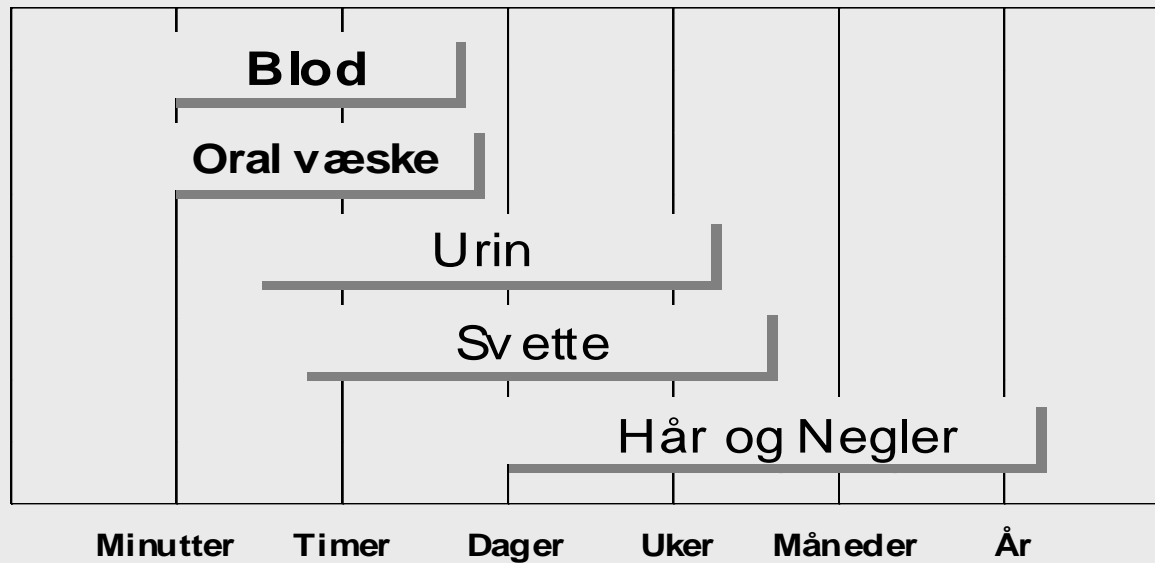 Blod
Oral væske
Urin
Svette
Hår og Negler
Minutter Timer Dager Uker Måneder År